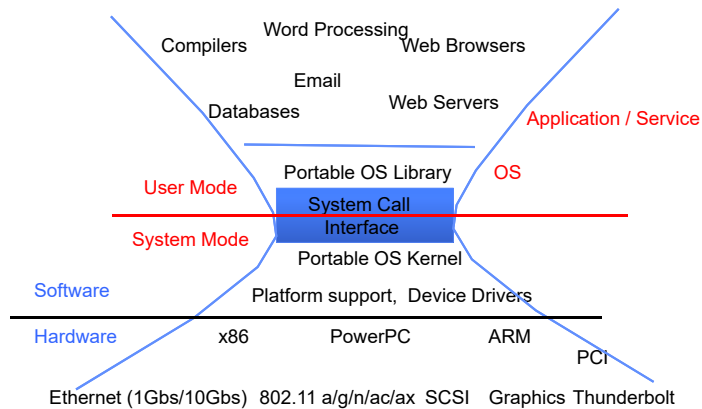 Word Processing
Compilers
Web Browsers
Email
Databases
Web Servers
Application / Service
Portable OS Library
OS
User Mode
System Call
Interface
System Mode
Portable OS Kernel
Software
Platform support, Device Drivers
Hardware
x86
PowerPC
ARM
PCI
Ethernet (1Gbs/10Gbs)
802.11 a/g/n/ac/ax
SCSI
Graphics
Thunderbolt